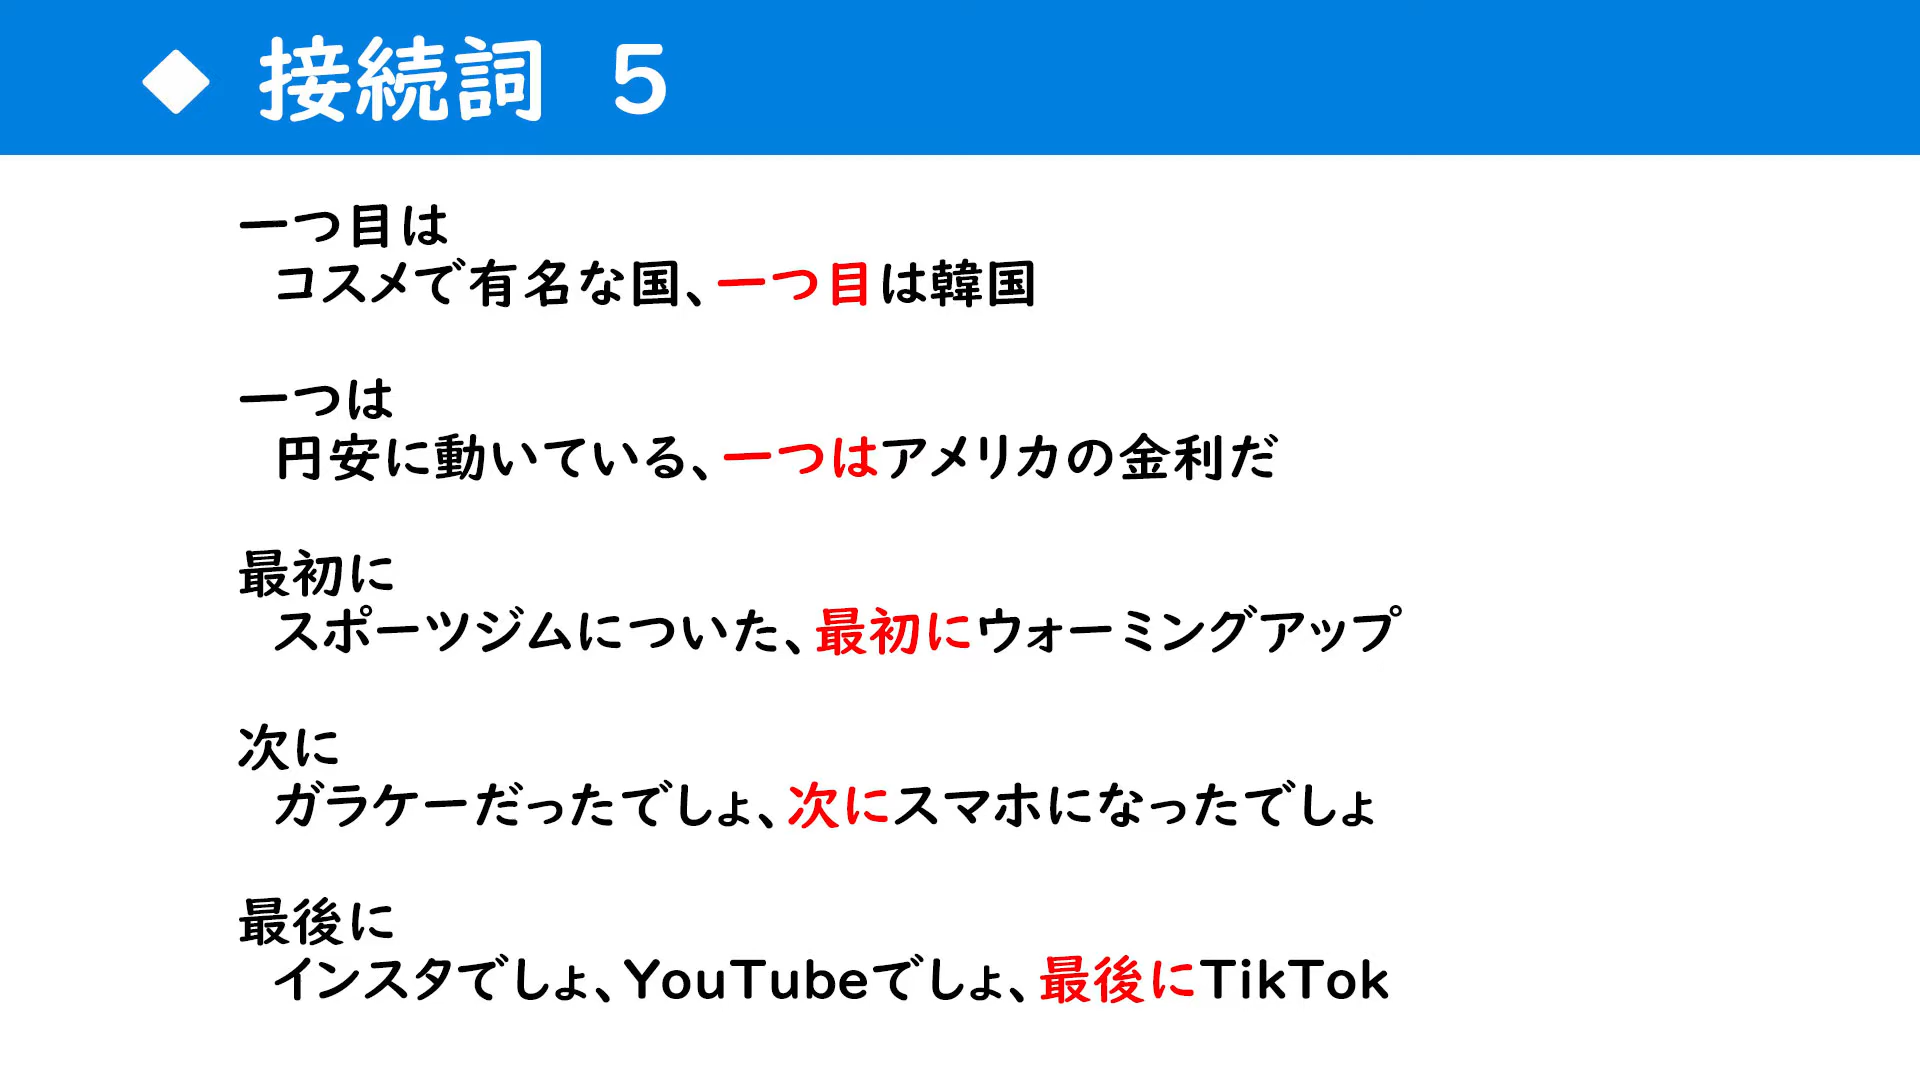 ◆ 接続詞 5
一つ目は
コスメで有名な国、一つ目は韓国
一つは
円安に動いている、一つはアメリカの金利だ
最初に
スポーツジムについた、最初にウォーミングアップ
次に
ガラケーだったでしょ、次にスマホになったでしょ
最後に
インスタでしょ、YouTubeでしょ、最後にTikTok